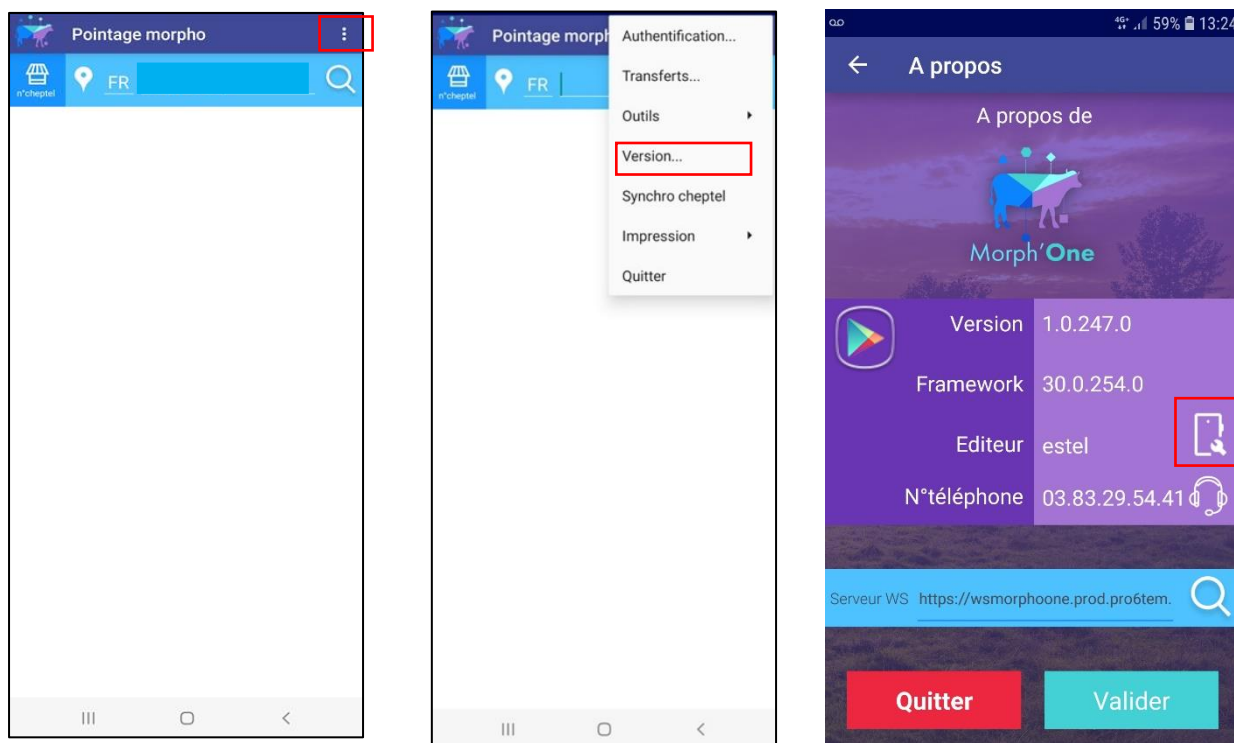 Pointage morpho
n°cheptel
FR
Pointage morph
n°cheptel
FR
Authentification...
Transferts...
Outils
Version...
Synchro cheptel
Impression
Quitter
4G+ 59% 13:24
A propos
A propos de
Morph'One
Version 1.0.247.0
Framework 30.0.254.0
Editeur estel
N°téléphone 03.83.29.54.41
Serveur WS https://wsmorphoone.prod.pro6tem.
Quitter Valider